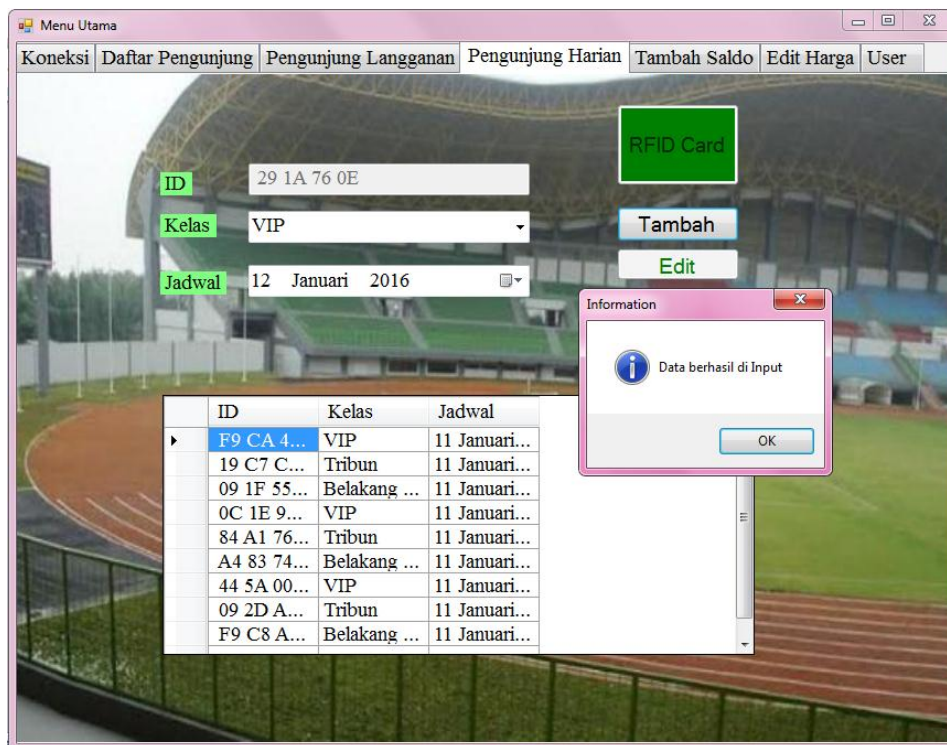 Menu Utama
Koneksi Daftar Pengunjung Pengunjung Langganan Pengunjung Harian Tambah Saldo Edit Harga User
RFID Card
ID 29 1A 76 0E
Kelas VIP
Tambah
Edit
Jadwal 12 Januari 2016
Information
Data berhasil di Input
OK
ID Kelas Jadwal
F9 CA 4... VIP 11 Januari...
19 C7 C... Tribun 11 Januari...
09 1F 55... Belakang ... 11 Januari...
0C 1E 9... VIP 11 Januari...
84 A1 76... Tribun 11 Januari...
A4 83 74... Belakang ... 11 Januari...
44 5A 00... VIP 11 Januari...
09 2D A... Tribun 11 Januari...
F9 C8 A... Belakang ... 11 Januari...